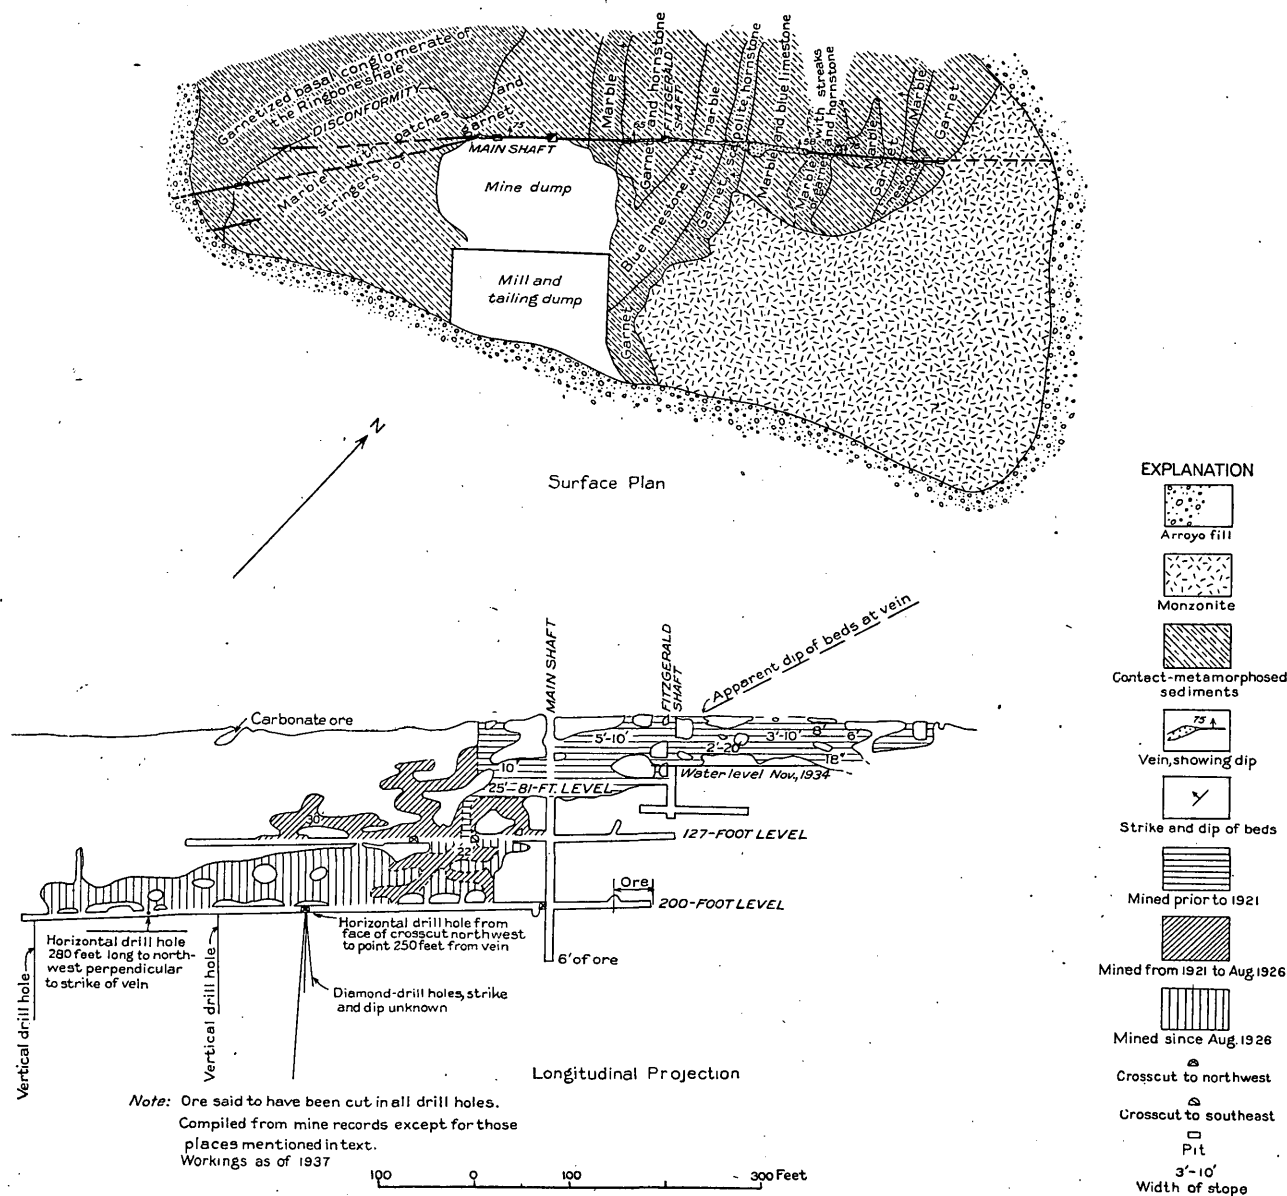 Garnetized basal conglomerate of
the Ringbone shale
DISCONFORMITY
Marble with patches and
stringers of garnet
75
MAIN SHAFT
Mine dump
Mill and
tailing dump
Marble
Garnet and hornstone
FITZGERALD
SHAFT
Blue limestone with marble
Garnet, scapolite, hornstone
Garnet
Marble and blue limestone
Marble with streaks
of garnet and hornstone
Marble
Garnet
limestone
Marble
Garnet
N
Surface Plan
EXPLANATION
Arroyo fill
Monzonite
Contact-metamorphosed
sediments
75
Vein, showing dip
Strike and dip of beds
Mined prior to 1921
Mined from 1921 to Aug. 1926
Mined since Aug. 1926
Crosscut to northwest
Crosscut to southeast
Pit
3'-10'
Width of stope
MAIN SHAFT
FITZGERALD
SHAFT
Apparent dip of beds at vein
Carbonate ore
5'-10'
3'-10'
8'
6'
2'-20'
18'
10'
Water level Nov., 1934
25'-81-FT. LEVEL
30'
127-FOOT LEVEL
22'
Ore
200-FOOT LEVEL
6' of ore
Horizontal drill hole
280 feet long to north-
west perpendicular
to strike of vein
Horizontal drill hole from
face of crosscut northwest
to point 250 feet from vein
Diamond-drill holes, strike
and dip unknown
Vertical drill hole
Vertical drill hole
Longitudinal Projection
Note: Ore said to have been cut in all drill holes.
Compiled from mine records except for those
places mentioned in text.
Workings as of 1937
100 0 100 300 Feet